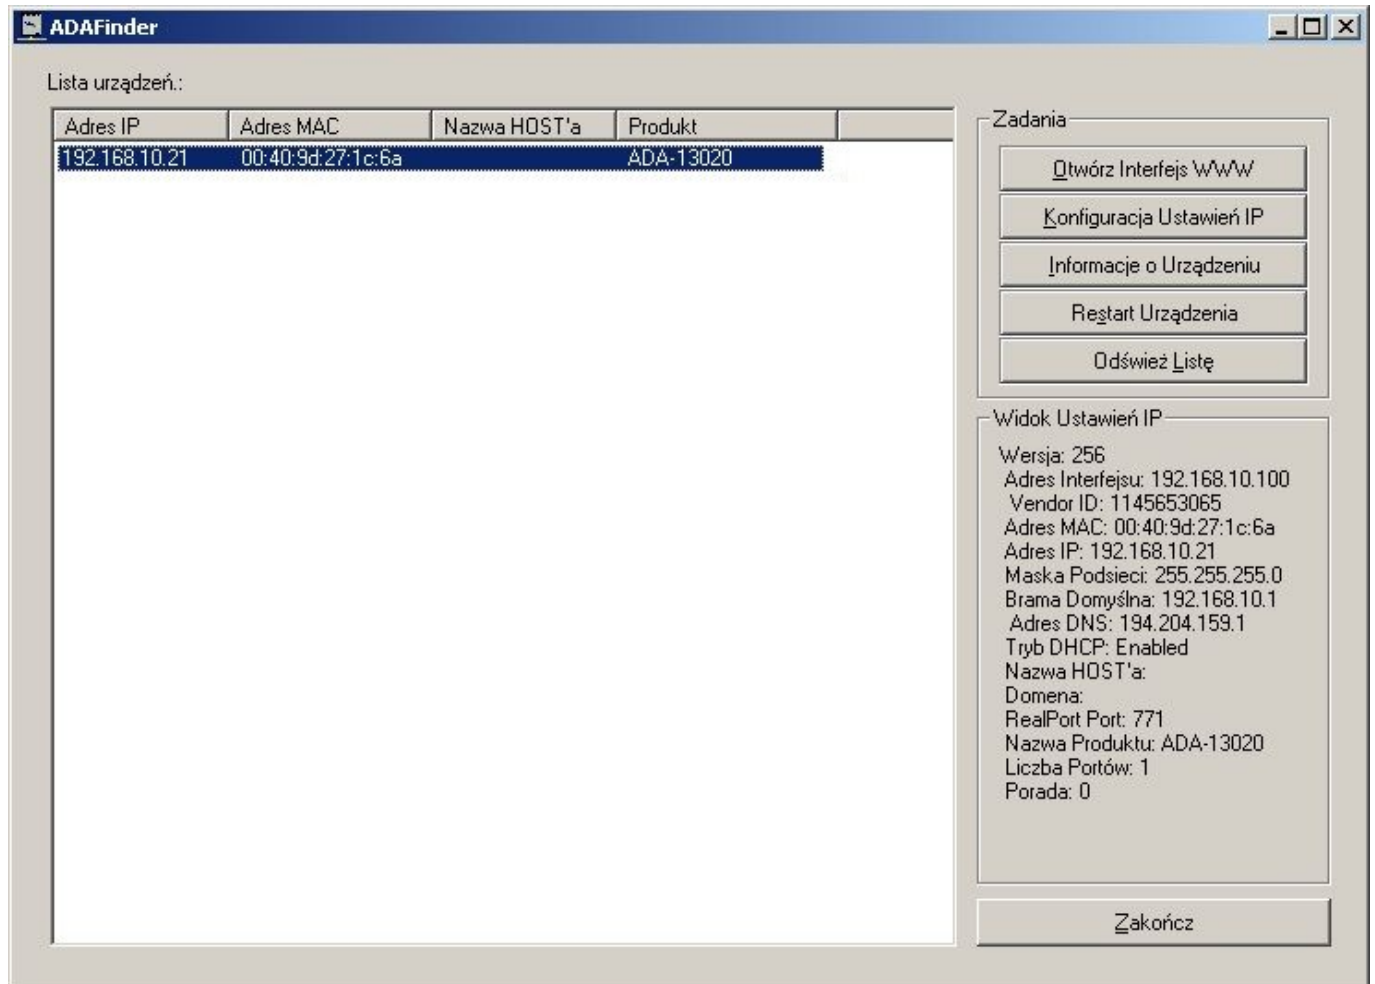 ADAFinder
Lista urządzeń.:
Adres IP Adres MAC Nazwa HOST'a Produkt
192.168.10.21 00:40:9d:27:1c:6a ADA-13020
Zadania
Otwórz Interfejs WWW
Konfiguracja Ustawień IP
Informacje o Urządzeniu
Restart Urządzenia
Odśwież Listę
Widok Ustawień IP
Wersja: 256
Adres Interfejsu: 192.168.10.100
Vendor ID: 1145653065
Adres MAC: 00:40:9d:27:1c:6a
Adres IP: 192.168.10.21
Maska Podsieci: 255.255.255.0
Brama Domyślna: 192.168.10.1
Adres DNS: 194.204.159.1
Tryb DHCP: Enabled
Nazwa HOST'a:
Domena:
RealPort Port: 771
Nazwa Produktu: ADA-13020
Liczba Portów: 1
Porada: 0
Zakończ